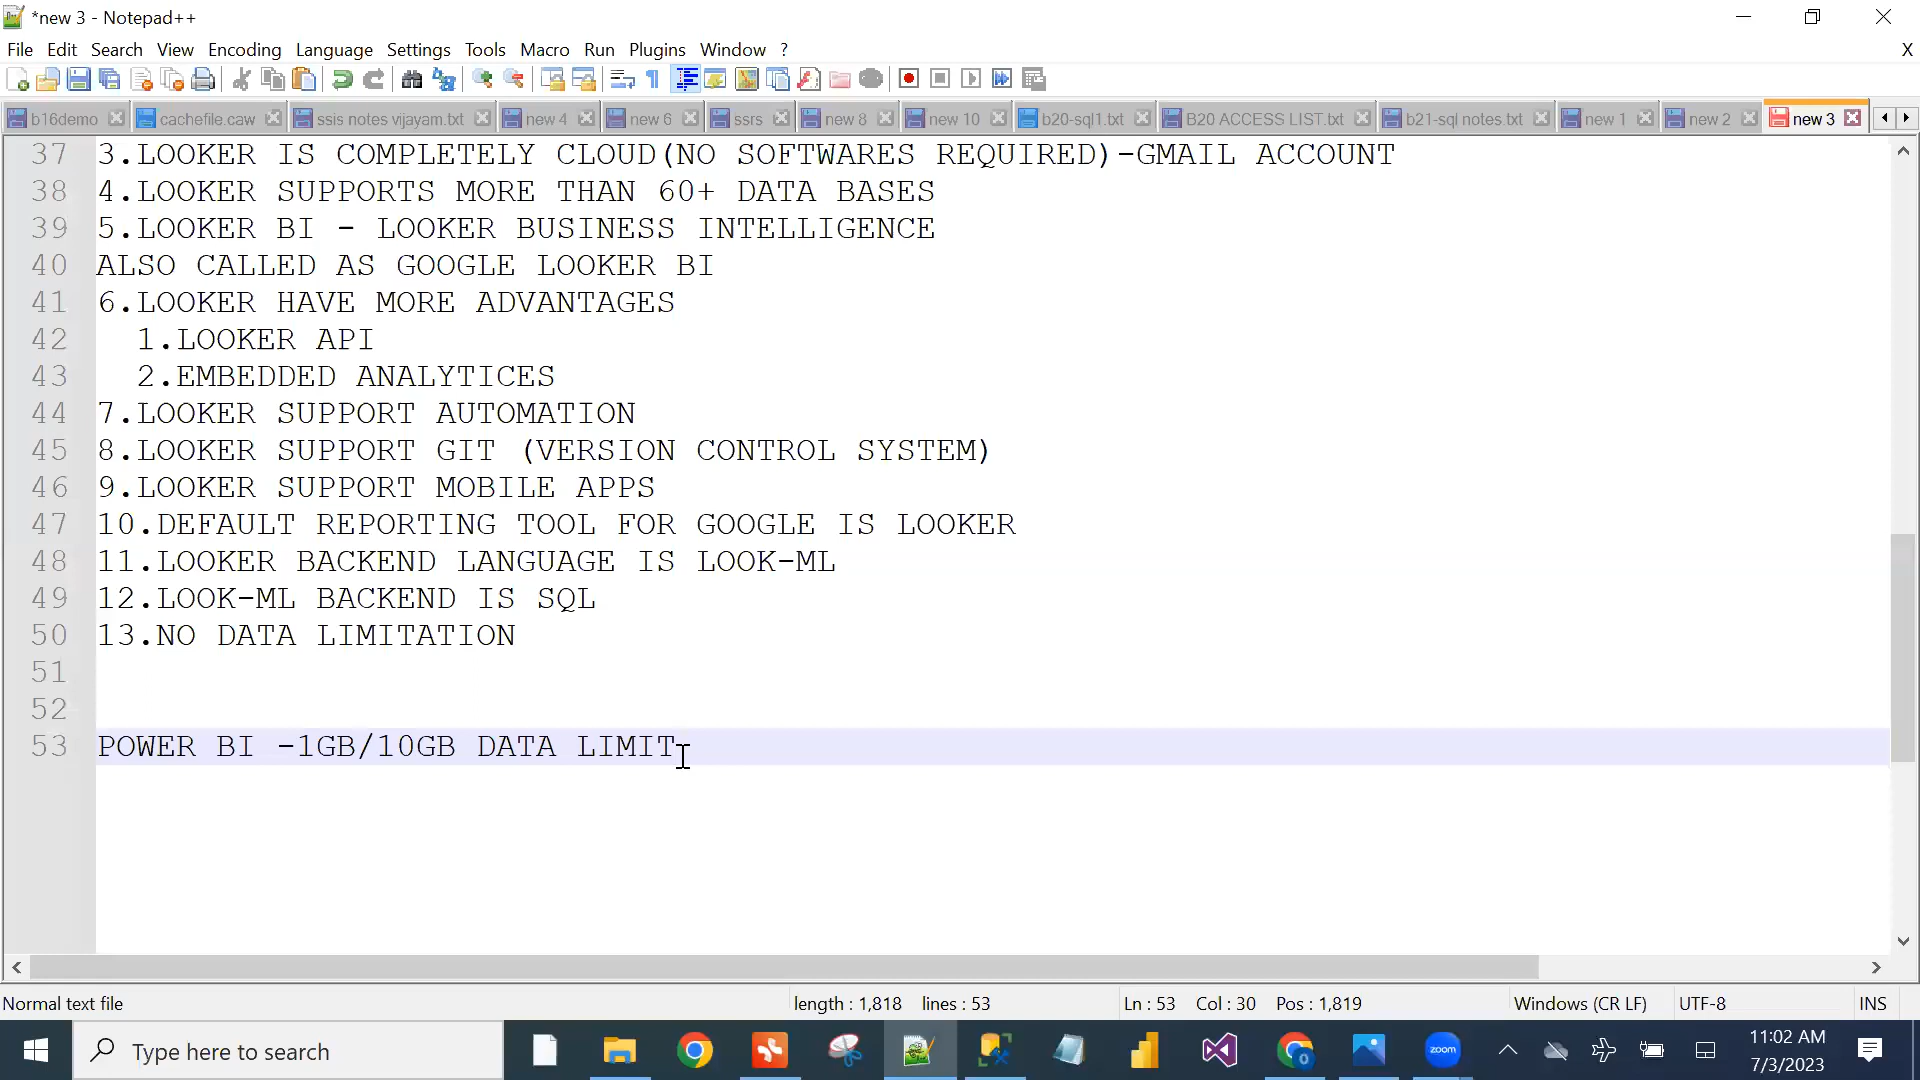 *new 3 - Notepad++
File Edit Search View Encoding Language Settings Tools Macro Run Plugins Window ? X
b16demo cachefile.caw ssis notes vijayam.txt new 4 new 6 ssrs new 8 new 10 b20-sql1.txt B20 ACCESS LIST.txt b21-sql notes.txt new 1 new 2 new 3
37 3.LOOKER IS COMPLETELY CLOUD(NO SOFTWARES REQUIRED)-GMAIL ACCOUNT
38 4.LOOKER SUPPORTS MORE THAN 60+ DATA BASES
39 5.LOOKER BI - LOOKER BUSINESS INTELLIGENCE
40 ALSO CALLED AS GOOGLE LOOKER BI
41 6.LOOKER HAVE MORE ADVANTAGES
42 1.LOOKER API
43 2.EMBEDDED ANALYTICES
44 7.LOOKER SUPPORT AUTOMATION
45 8.LOOKER SUPPORT GIT (VERSION CONTROL SYSTEM)
46 9.LOOKER SUPPORT MOBILE APPS
47 10.DEFAULT REPORTING TOOL FOR GOOGLE IS LOOKER
48 11.LOOKER BACKEND LANGUAGE IS LOOK-ML
49 12.LOOK-ML BACKEND IS SQL
50 13.NO DATA LIMITATION
51
52
53 POWER BI -1GB/10GB DATA LIMIT
Normal text file length : 1,818 lines : 53 Ln : 53 Col : 30 Pos : 1,819 Windows (CR LF) UTF-8 INS
Type here to search zoom 11:02 AM
7/3/2023